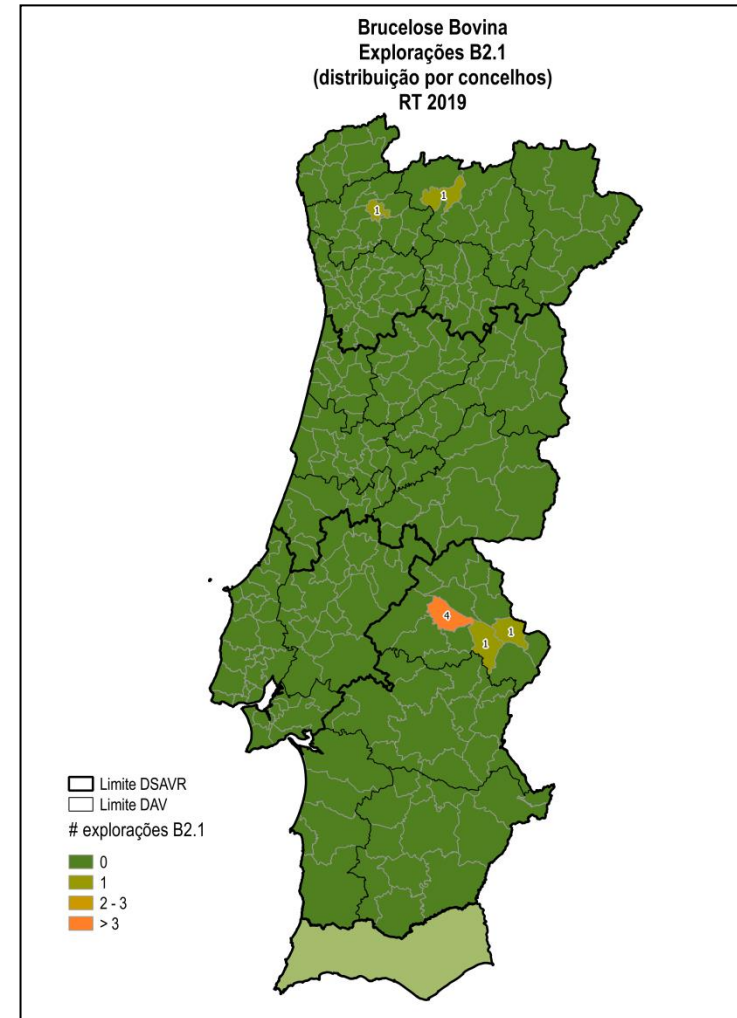 Brucelose Bovina
Explorações B2.1
(distribuição por concelhos)
RT 2019
1
1
4
1
1
Limite DSAVR
Limite DAV
# explorações B2.1
0
1
2 - 3
> 3